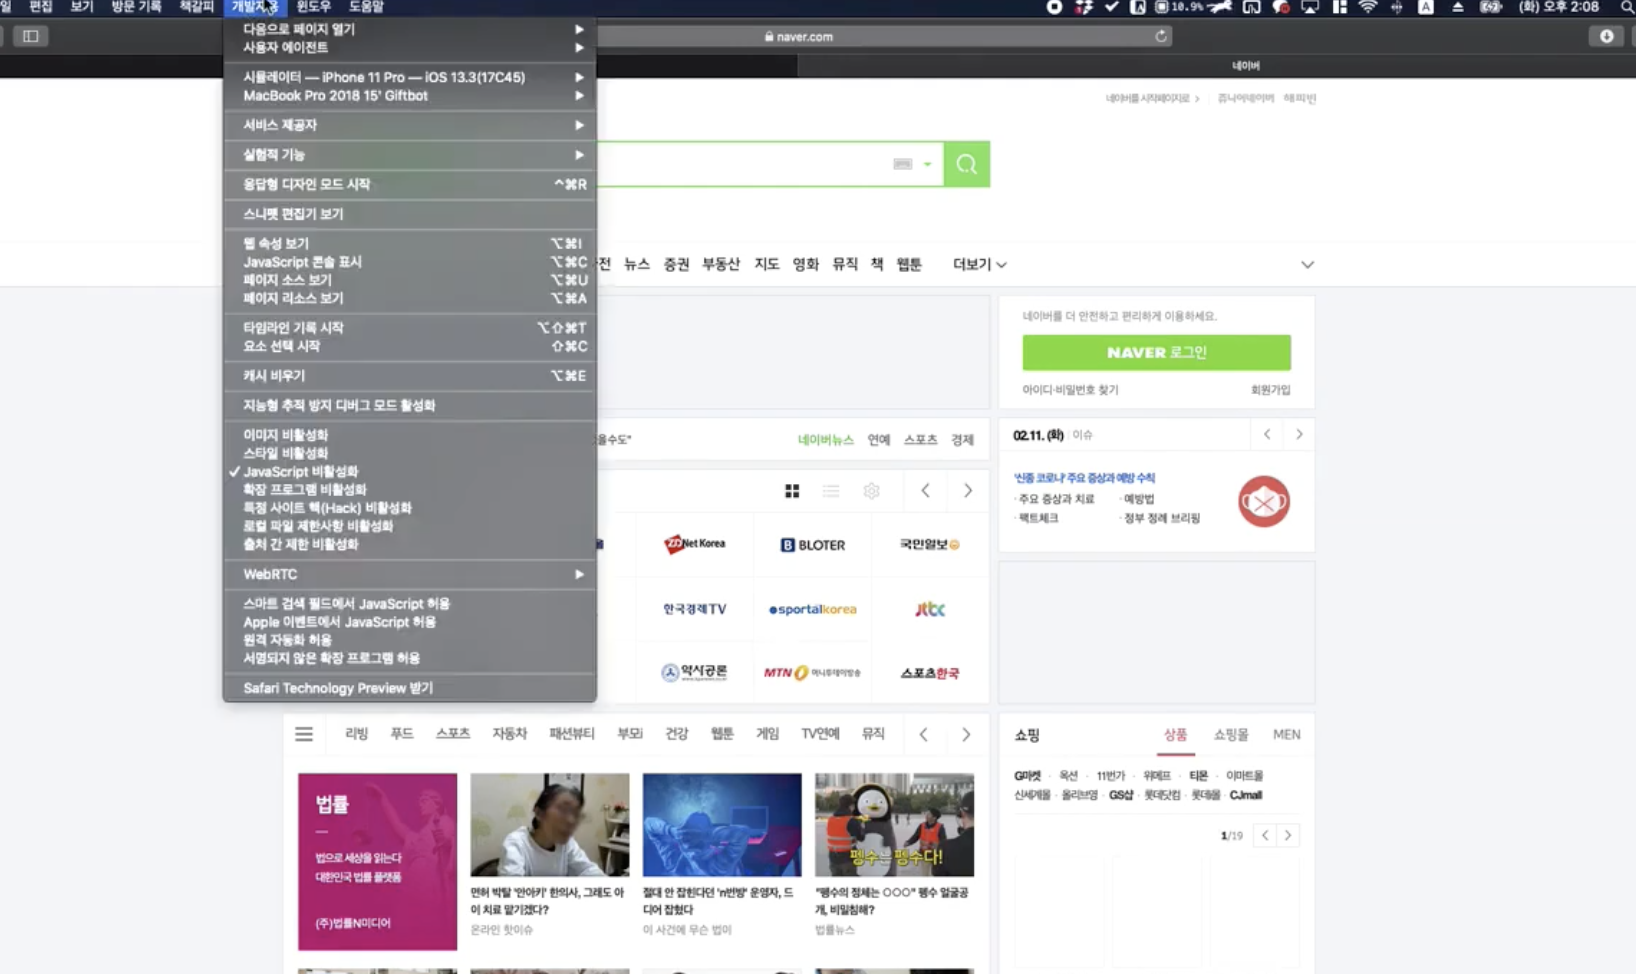 일 편집 보기 방문 기록 책갈피 개발자용 윈도우 도움말
10.9%
(화) 오후 2:08
naver.com
네이버
다음으로 페이지 열기
사용자 에이전트
시뮬레이터 — iPhone 11 Pro — iOS 13.3(17C45)
MacBook Pro 2018 15' Giftbot
서비스 제공자
실험적 기능
응답형 디자인 모드 시작 ^⌘R
스니펫 편집기 보기
웹 속성 보기 ⌥⌘I
JavaScript 콘솔 표시 ⌥⌘C
페이지 소스 보기 ⌥⌘U
페이지 리소스 보기 ⌥⌘A
타임라인 기록 시작 ⌥⇧⌘T
요소 선택 시작 ⇧⌘C
캐시 비우기 ⌥⌘E
지능형 추적 방지 디버그 모드 활성화
이미지 비활성화
스타일 비활성화
✓ JavaScript 비활성화
확장 프로그램 비활성화
특정 사이트 핵(Hack) 비활성화
로컬 파일 제한사항 비활성화
출처 간 제한 비활성화
WebRTC
스마트 검색 필드에서 JavaScript 허용
Apple 이벤트에서 JavaScript 허용
원격 자동화 허용
서명되지 않은 확장 프로그램 허용
Safari Technology Preview 받기
네이버를 시작페이지로 > 쥬니어네이버 해피빈
전 뉴스 증권 부동산 지도 영화 뮤직 책 웹툰 더보기
네이버를 더 안전하고 편리하게 이용하세요.
NAVER 로그인
아이디·비밀번호 찾기 회원가입
을수도" 네이버뉴스 연예 스포츠 경제
02.11. (화) 이슈
'신종 코로나' 주요 증상과 예방 수칙
· 주요 증상과 치료 · 예방법
· 팩트체크 · 정부 정례 브리핑
ZDNet Korea BLOTER 국민일보
한국경제TV sportalkorea jtbc
약사공론 MTN 머니투데이방송 스포츠한국
리빙 푸드 스포츠 자동차 패션뷰티 부모i 건강 웹툰 게임 TV연예 뮤직
쇼핑 상품 쇼핑몰 MEN
G마켓 · 옥션 · 11번가 · 위메프 · 티몬 · 이마트몰
신세계몰 · 올리브영 · GS샵 · 롯데닷컴 · 롯데몰 · CJmall
1/19
법률
법으로 세상을 읽는다
대한민국 법률 플랫폼
(주)법률N미디어
면허 박탈 '안아키' 한의사, 그래도 아
이 치료 맡기겠다?
온라인 핫이슈
절대 안 잡힌다던 'n번방' 운영자, 드
디어 잡혔다
이 사건에 무슨 법이
펭수는 펭수다!
"펭수의 정체는 ○○○" 펭수 얼굴공
개, 비밀침해?
법률뉴스